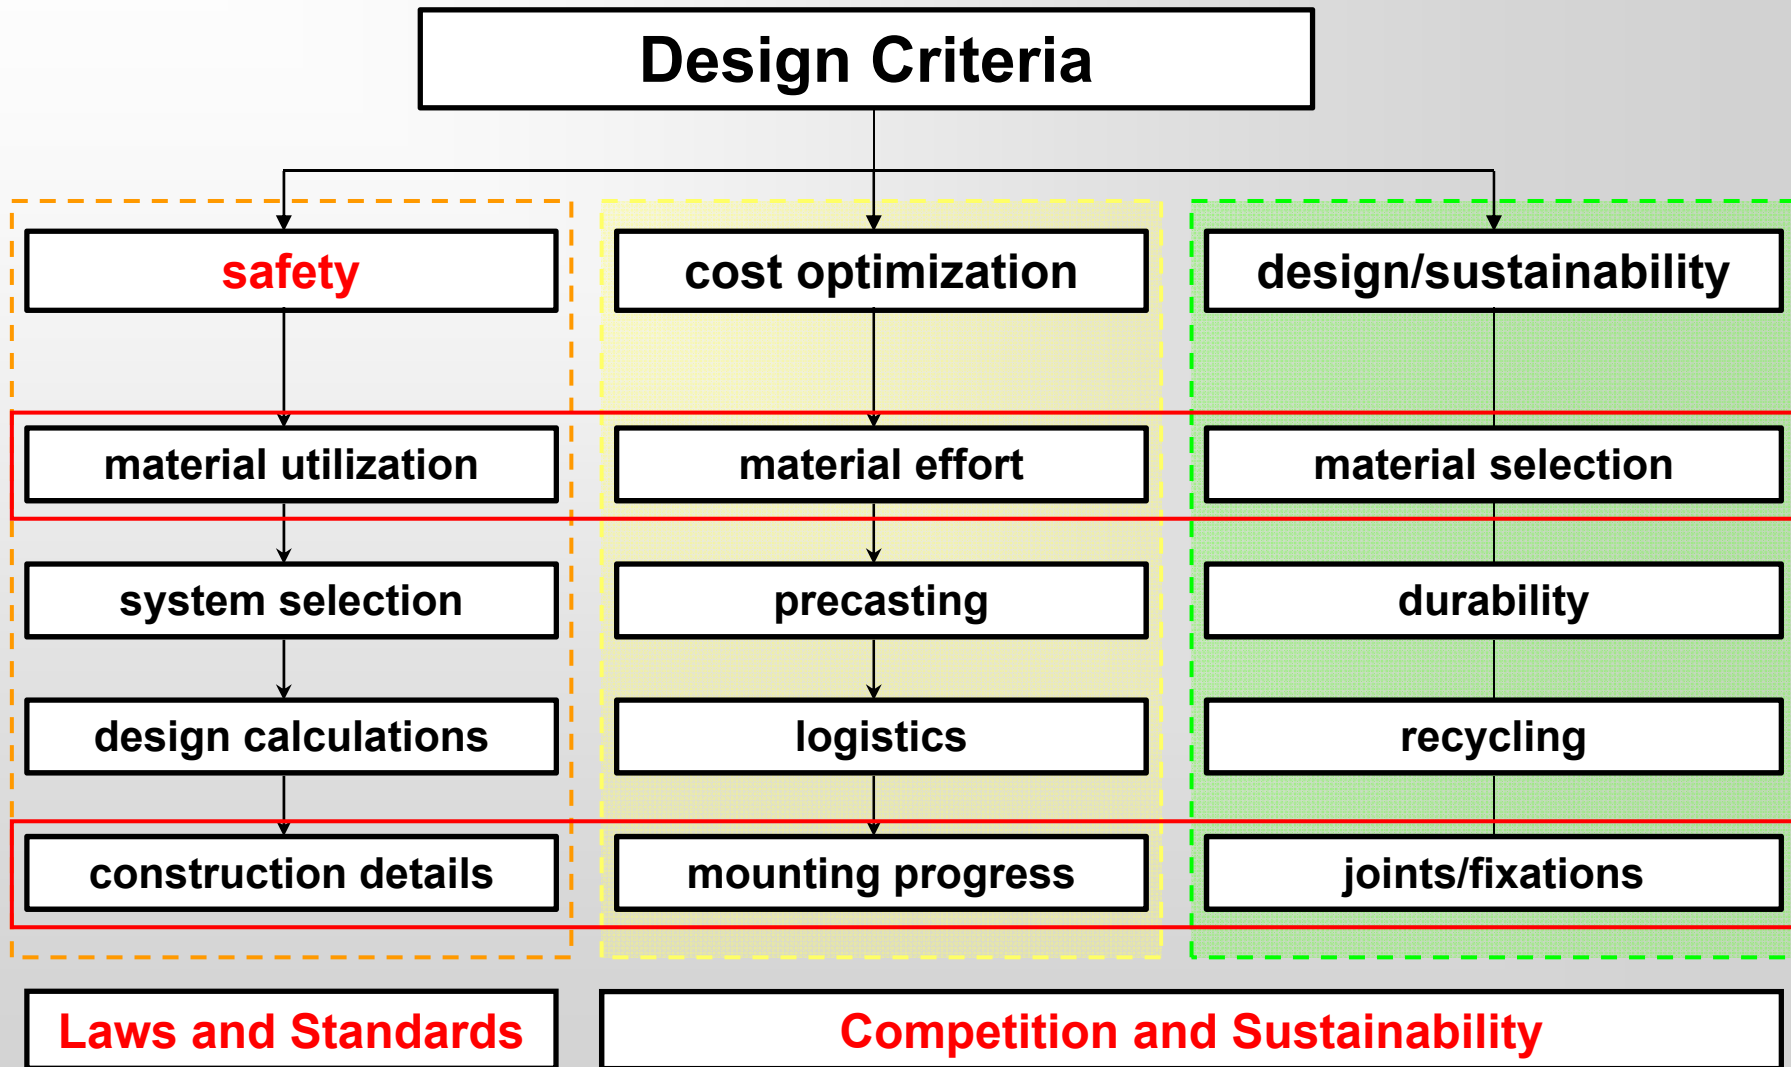 Design Criteria
safety
cost optimization
design/sustainability
material utilization
material effort
material selection
system selection
precasting
durability
design calculations
logistics
recycling
construction details
mounting progress
joints/fixations
Laws and Standards
Competition and Sustainability